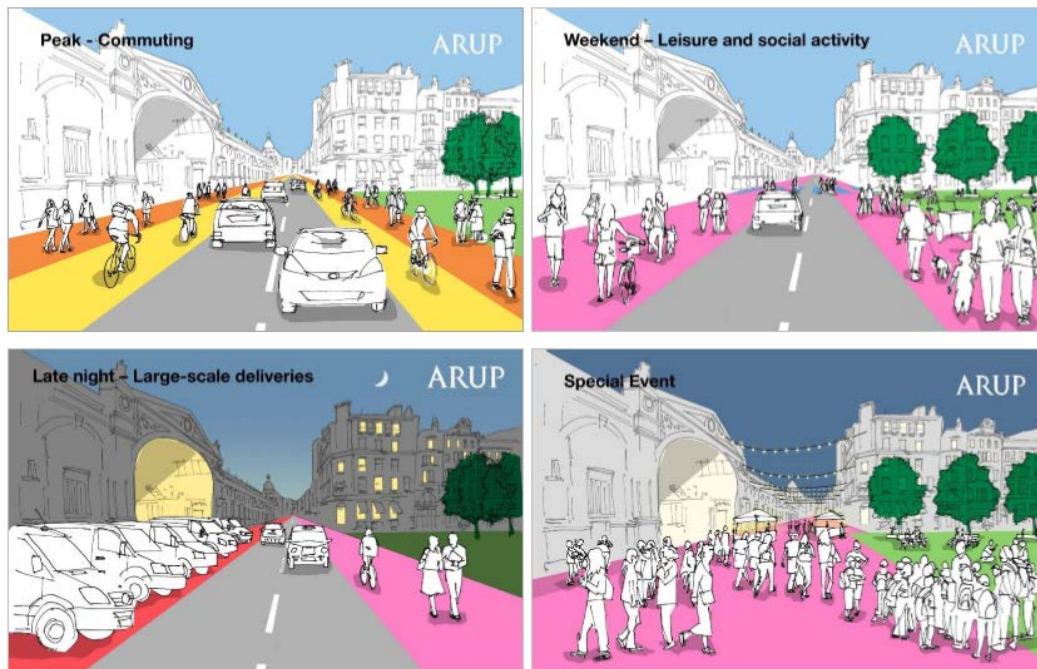 Peak - Commuting
ARUP
Weekend – Leisure and social activity
ARUP
Late night – Large-scale deliveries
ARUP
Special Event
ARUP